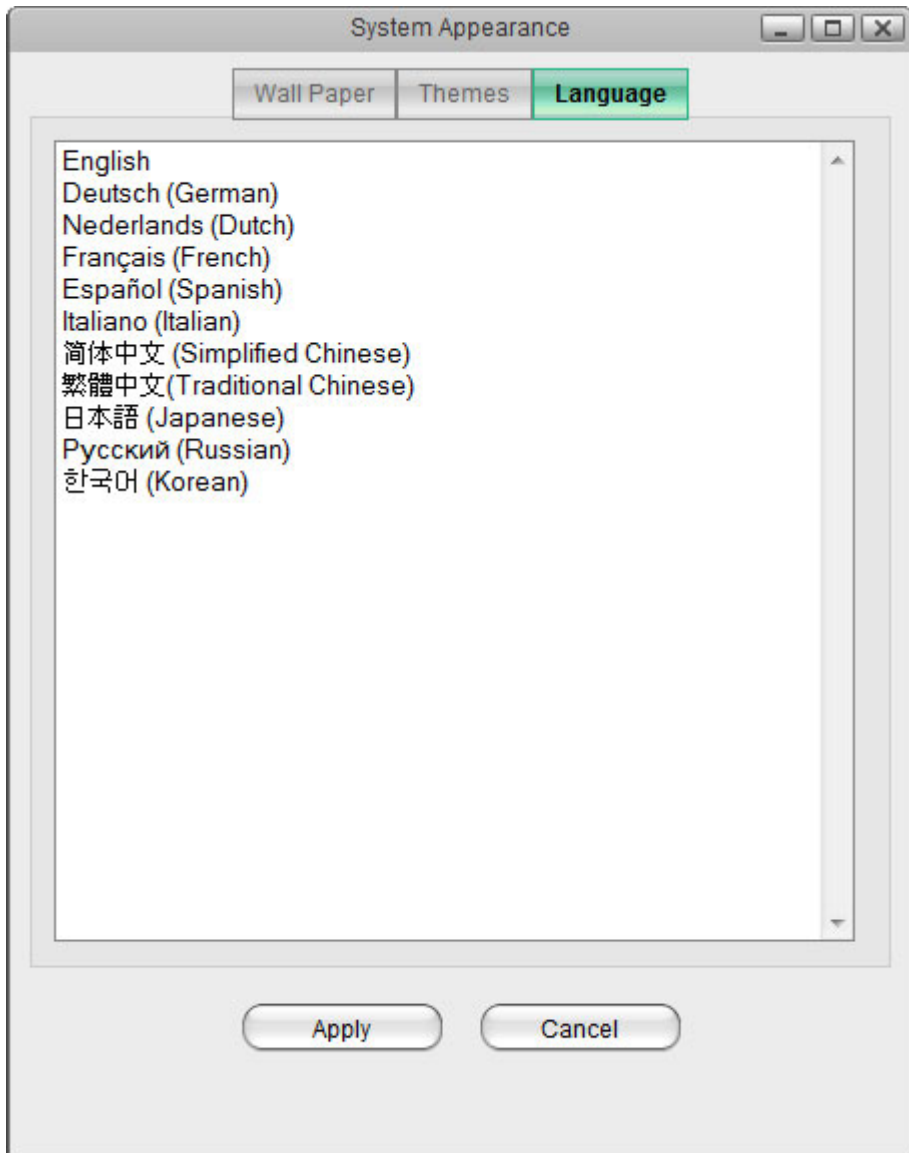 System Appearance
Wall Paper Themes Language
English
Deutsch (German)
Nederlands (Dutch)
Français (French)
Español (Spanish)
Italiano (Italian)
简体中文 (Simplified Chinese)
繁體中文(Traditional Chinese)
日本語 (Japanese)
Русский (Russian)
한국어 (Korean)
Apply Cancel